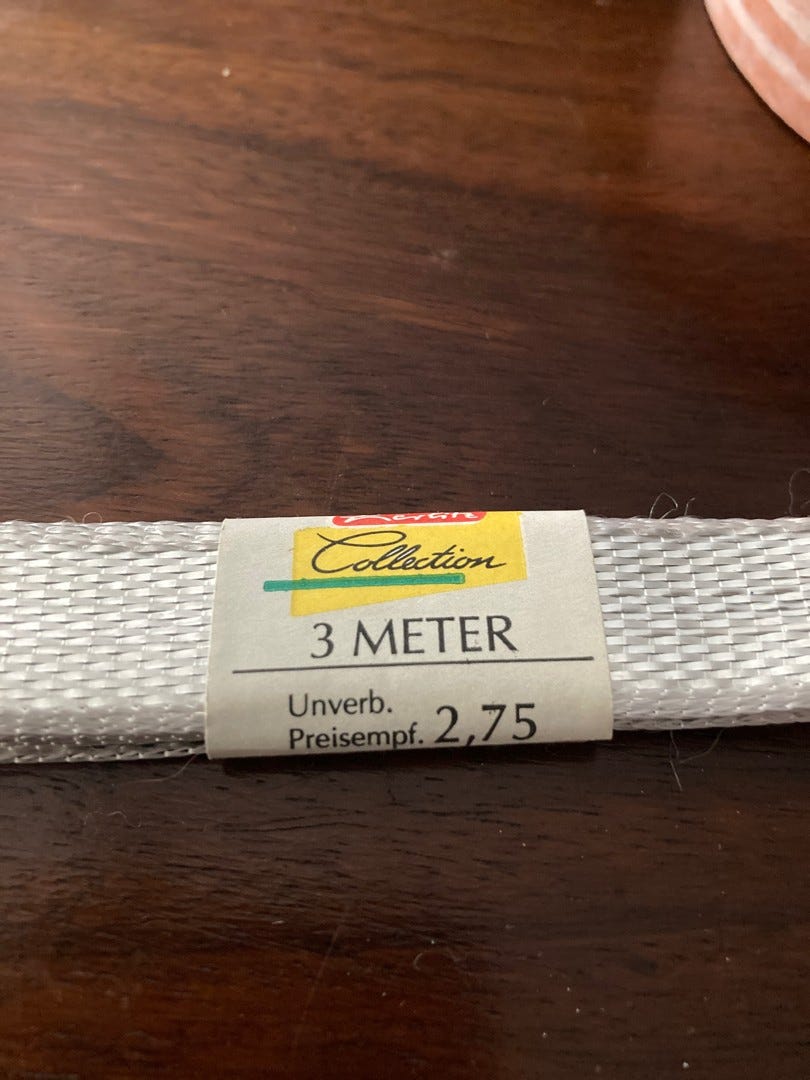 Collection
3 METER
Unverb.
Preisempf. 2,75